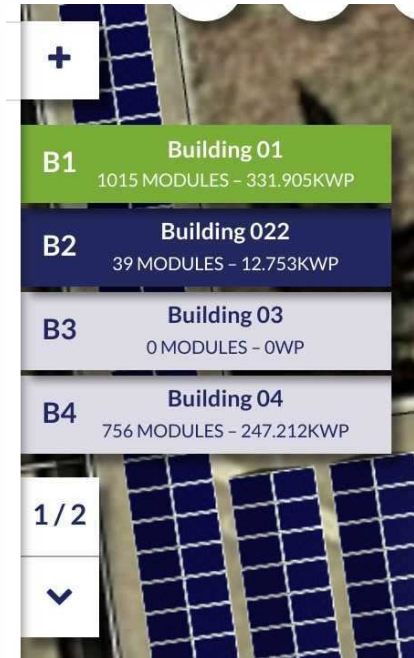 +
B1
Building 01
1015 MODULES – 331.905KWP
B2
Building 022
39 MODULES – 12.753KWP
B3
Building 03
0 MODULES – 0WP
B4
Building 04
756 MODULES – 247.212KWP
1 / 2